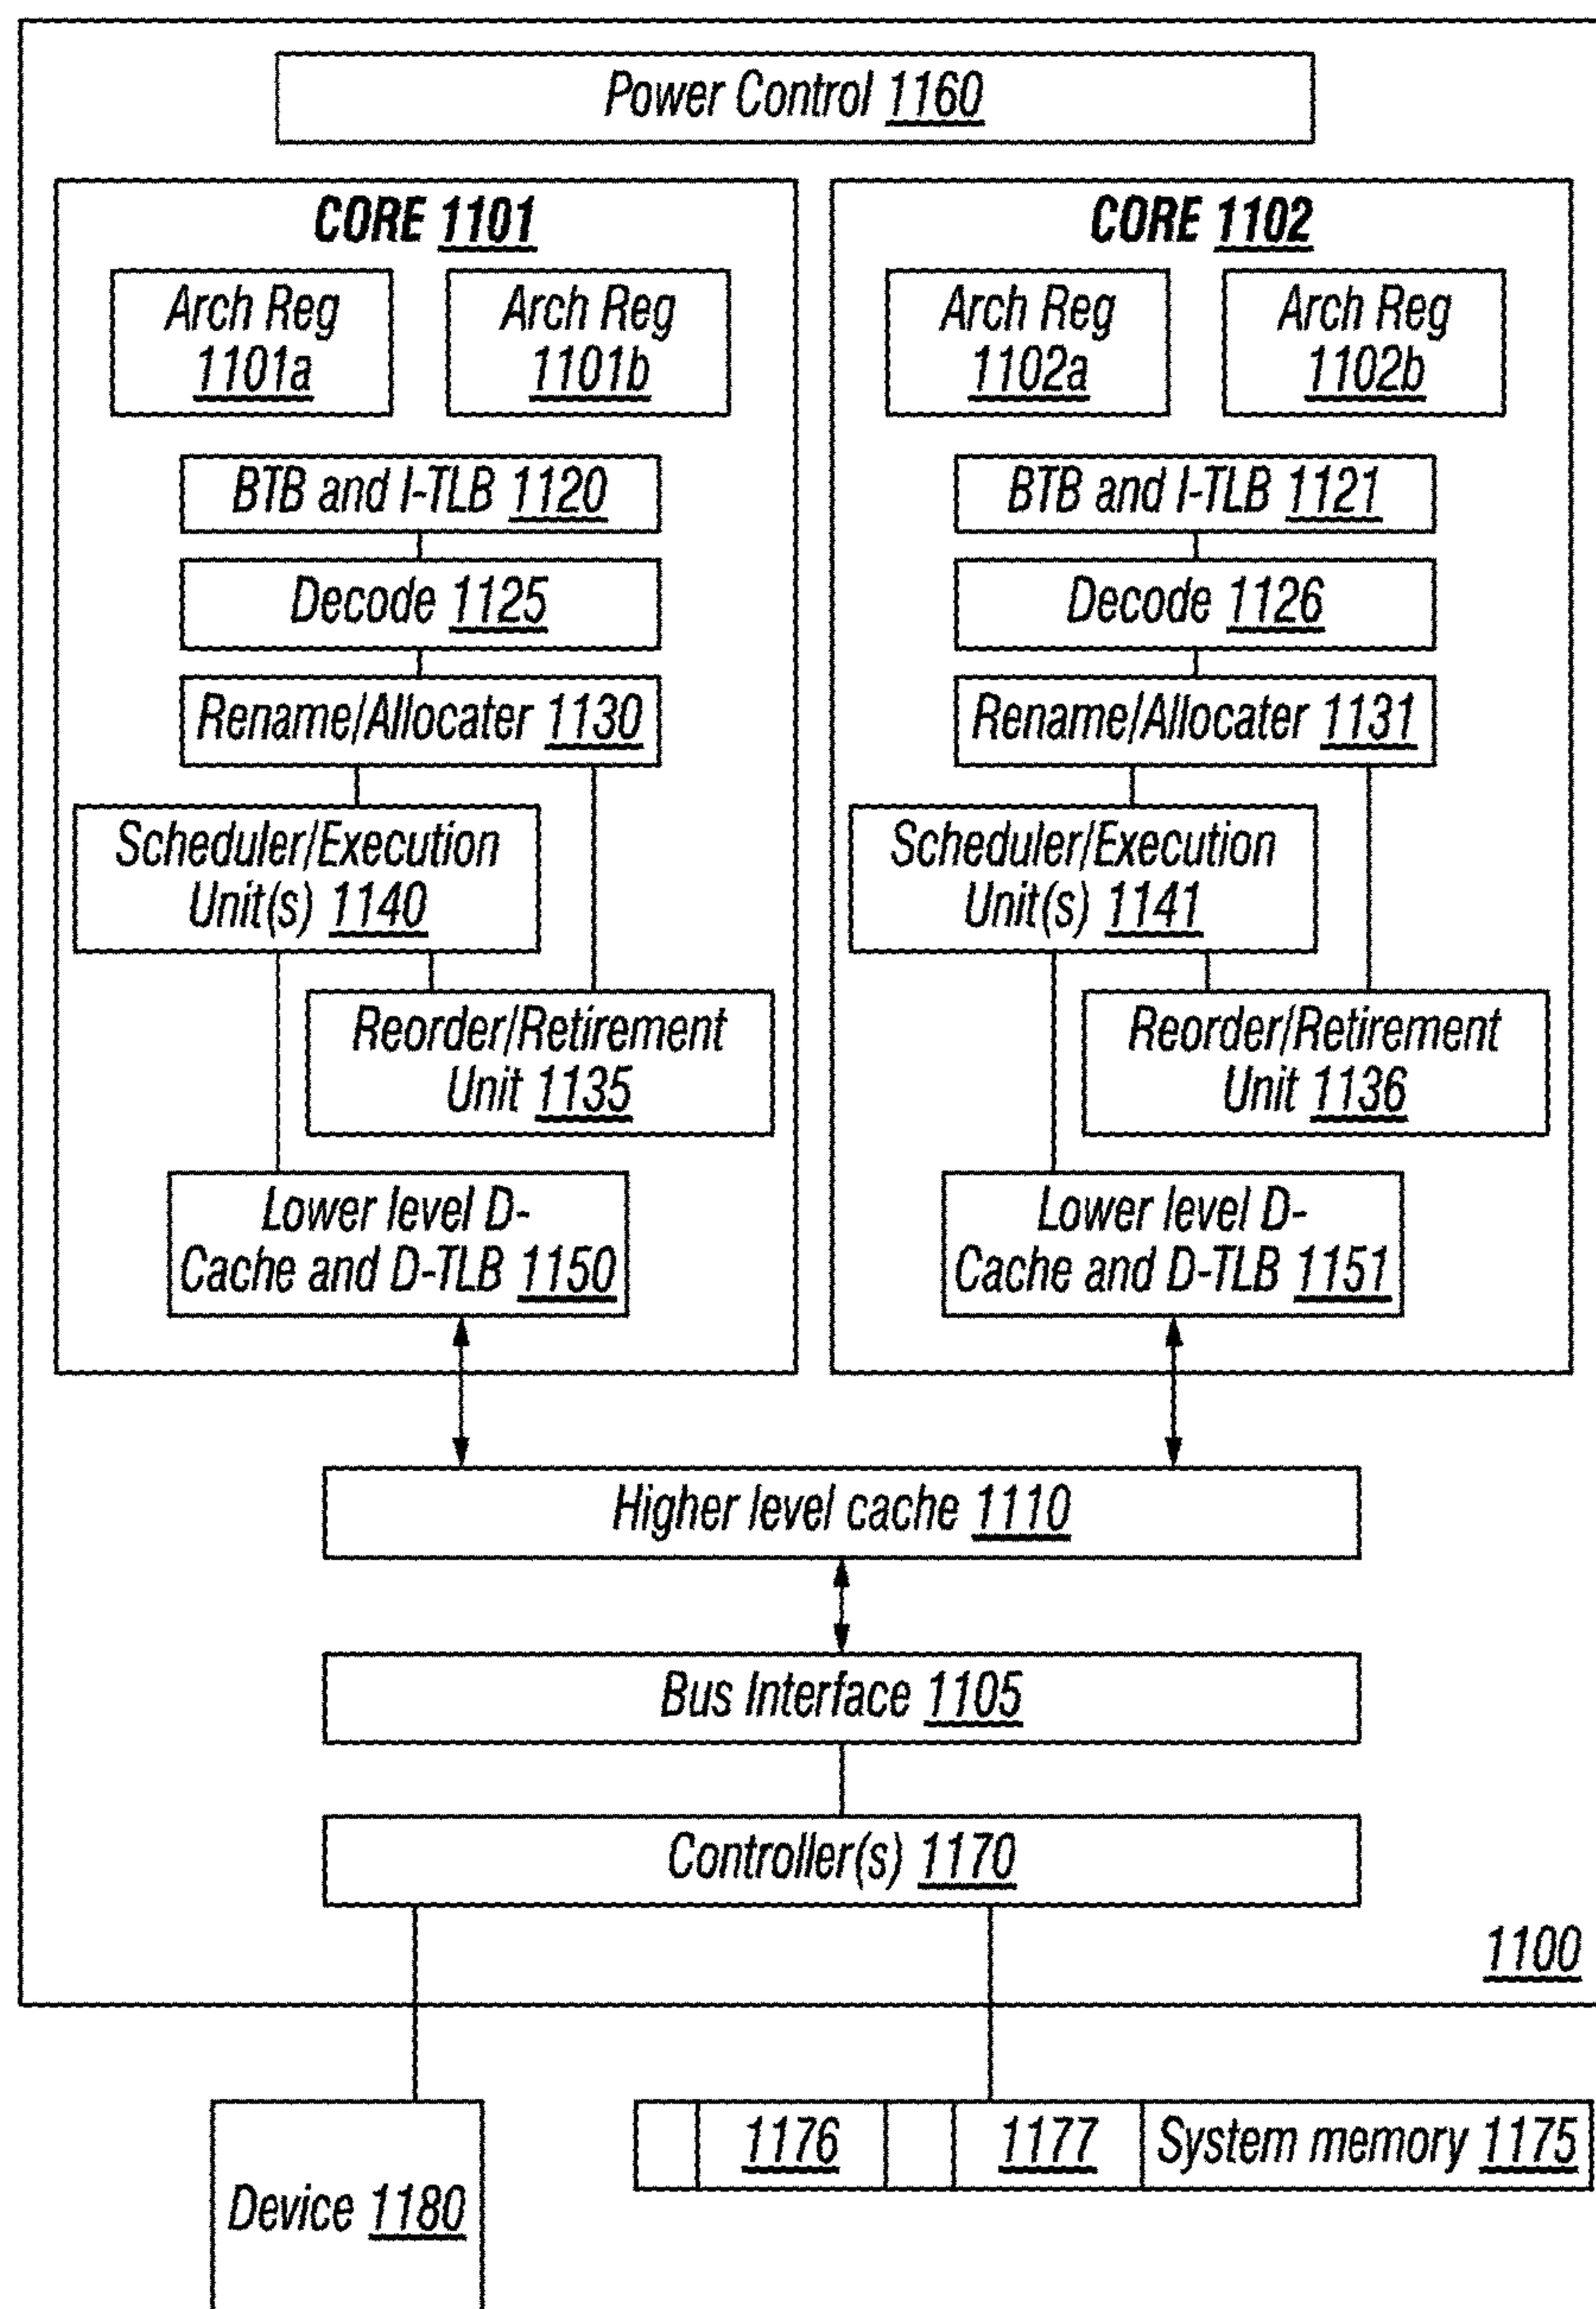 Power Control 1160
CORE 1101
Arch Reg
1101a
Arch Reg
1101b
BTB and I-TLB 1120
Decode 1125
Rename/Allocater 1130
Scheduler/Execution
Unit(s) 1140
Reorder/Retirement
Unit 1135
Lower level D-
Cache and D-TLB 1150
CORE 1102
Arch Reg
1102a
Arch Reg
1102b
BTB and I-TLB 1121
Decode 1126
Rename/Allocater 1131
Scheduler/Execution
Unit(s) 1141
Reorder/Retirement
Unit 1136
Lower level D-
Cache and D-TLB 1151
Higher level cache 1110
Bus Interface 1105
Controller(s) 1170
1100
Device 1180
1176
1177
System memory 1175